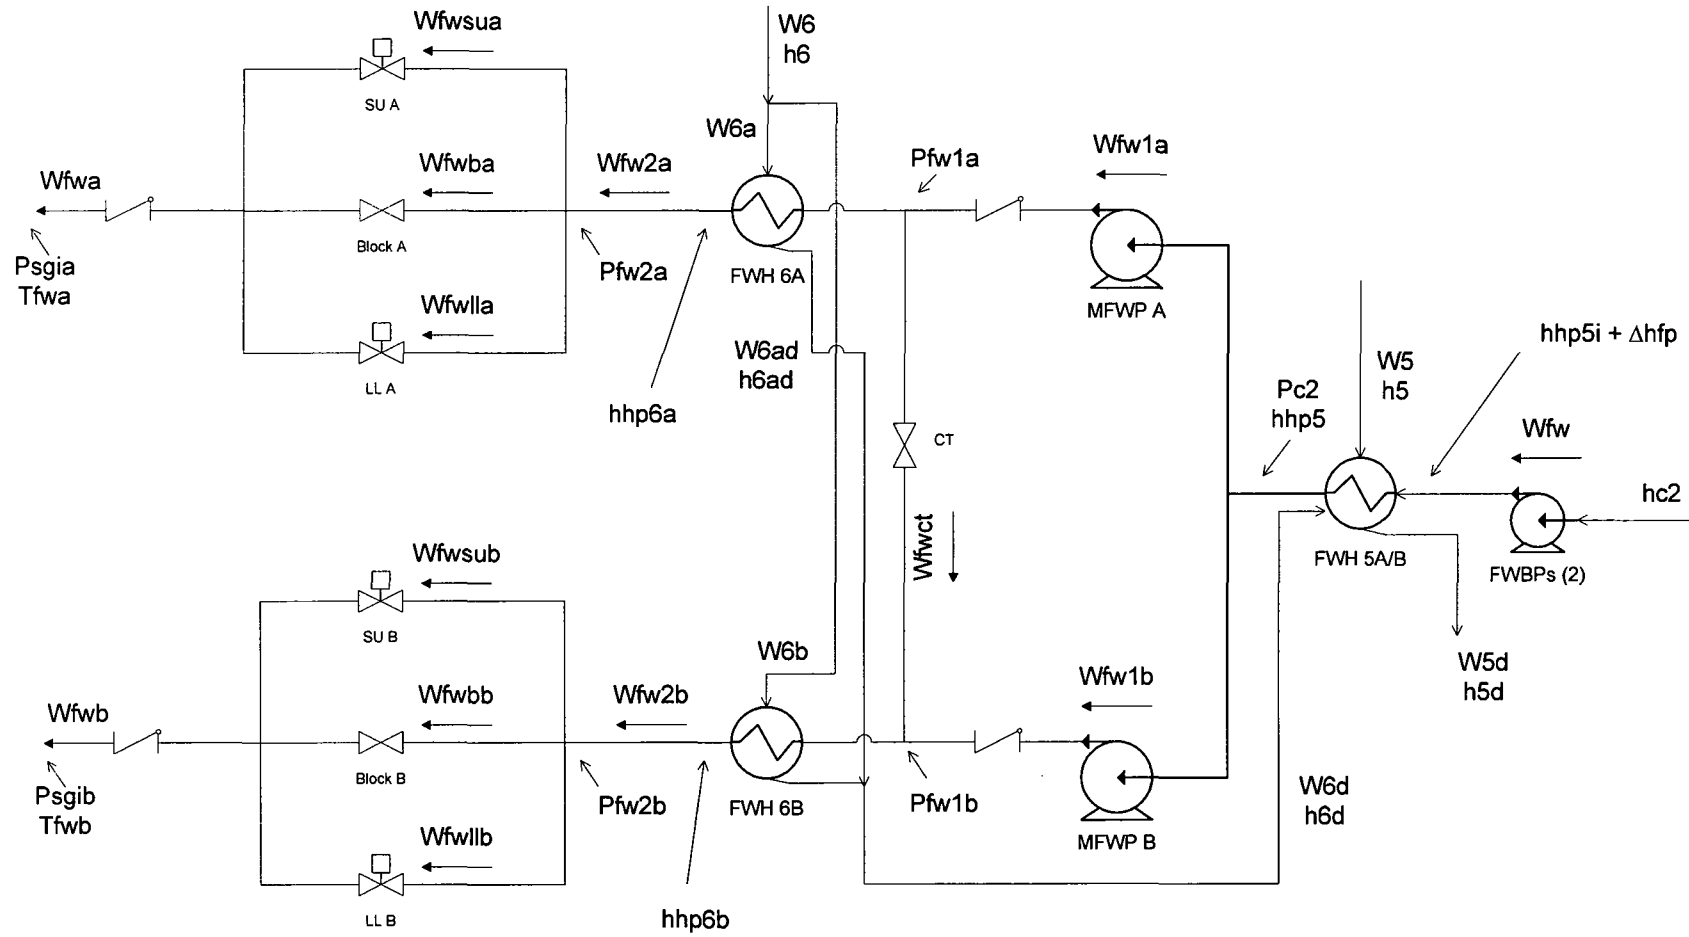 Wfwsua
SU A
W6
h6
W6a
Wfwa
Wfwba
Wfw2a
Pfw1a
Wfw1a
Block A
Psgia
Tfwa
Pfw2a
FWH 6A
MFWP A
Wfwlla
LL A
W6ad
h6ad
hhp6a
CT
hhp5i + Δhfp
W5
h5
Pc2
hhp5
Wfw
hc2
FWH 5A/B
FWBPs (2)
Wfwct
Wfwsub
SU B
W6b
W5d
h5d
Wfwb
Wfwbb
Wfw2b
Wfw1b
Block B
Psgib
Tfwb
Pfw2b
FWH 6B
Pfw1b
MFWP B
W6d
h6d
Wfwllb
LL B
hhp6b